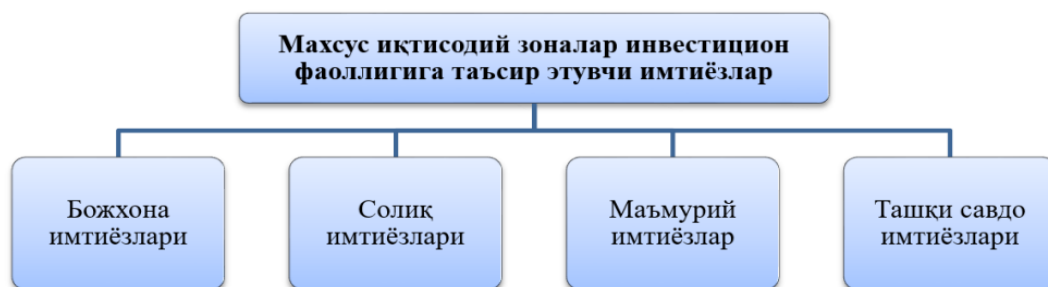 Махсус иқтисодий зоналар инвестицион
фаоллигига таъсир этувчи имтиёзлар
Божхона
имтиёзлари
Солиқ
имтиёзлари
Маъмурий
имтиёзлар
Ташқи савдо
имтиёзлари